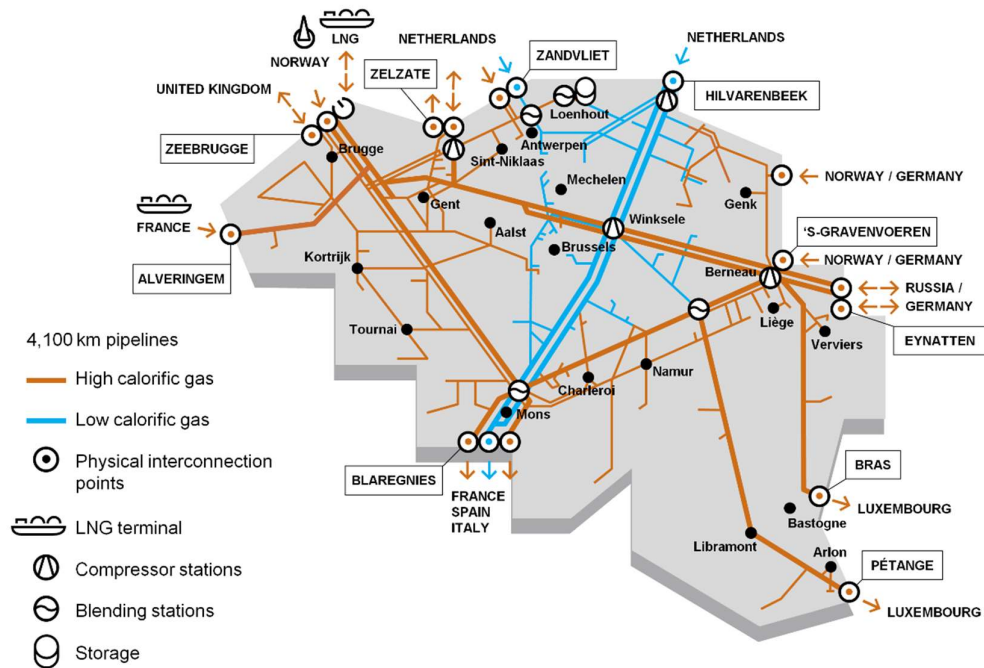 LNG
NORWAY
NETHERLANDS
ZANDVLIET
NETHERLANDS
ZELZATE
UNITED KINGDOM
HILVARENBEEK
Loenhout
ZEEBRUGGE
Brugge
Antwerpen
Sint-Niklaas
Mechelen
NORWAY / GERMANY
Genk
Gent
FRANCE
Winksele
Aalst
'S-GRAVENVOEREN
Brussels
ALVERINGEM
Kortrijk
NORWAY / GERMANY
Berneau
RUSSIA /
GERMANY
Liège
EYNATTEN
Tournai
Verviers
4,100 km pipelines
Namur
High calorific gas
Charleroi
Low calorific gas
Mons
Physical interconnection
points
BLAREGNIES
BRAS
FRANCE
SPAIN
ITALY
LUXEMBOURG
Bastogne
LNG terminal
Libramont
Arlon
Compressor stations
PÉTANGE
Blending stations
LUXEMBOURG
Storage